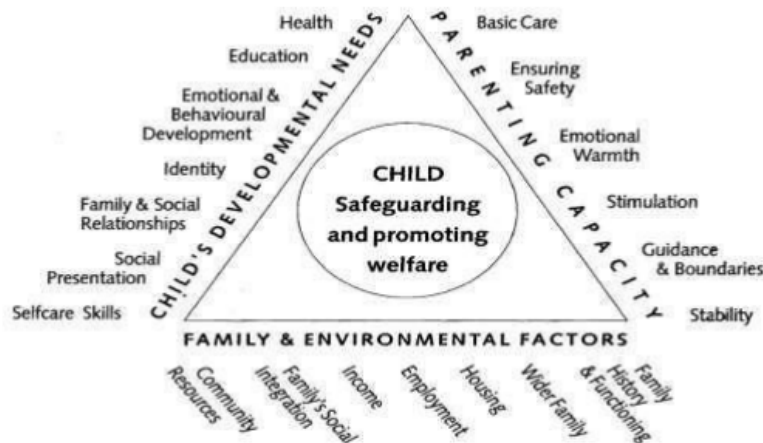 Health
Education
Emotional &
Behavioural
Development
Identity
Family & Social
Relationships
Social
Presentation
Selfcare Skills
CHILD'S DEVELOPMENTAL NEEDS
CHILD
Safeguarding
and promoting
welfare
PARENTING CAPACITY
Basic Care
Ensuring
Safety
Emotional
Warmth
Stimulation
Guidance
& Boundaries
Stability
FAMILY & ENVIRONMENTAL FACTORS
Community
Resources
Family's Social
Integration
Income
Employment
Housing
Wider Family
Family
History
& Functioning